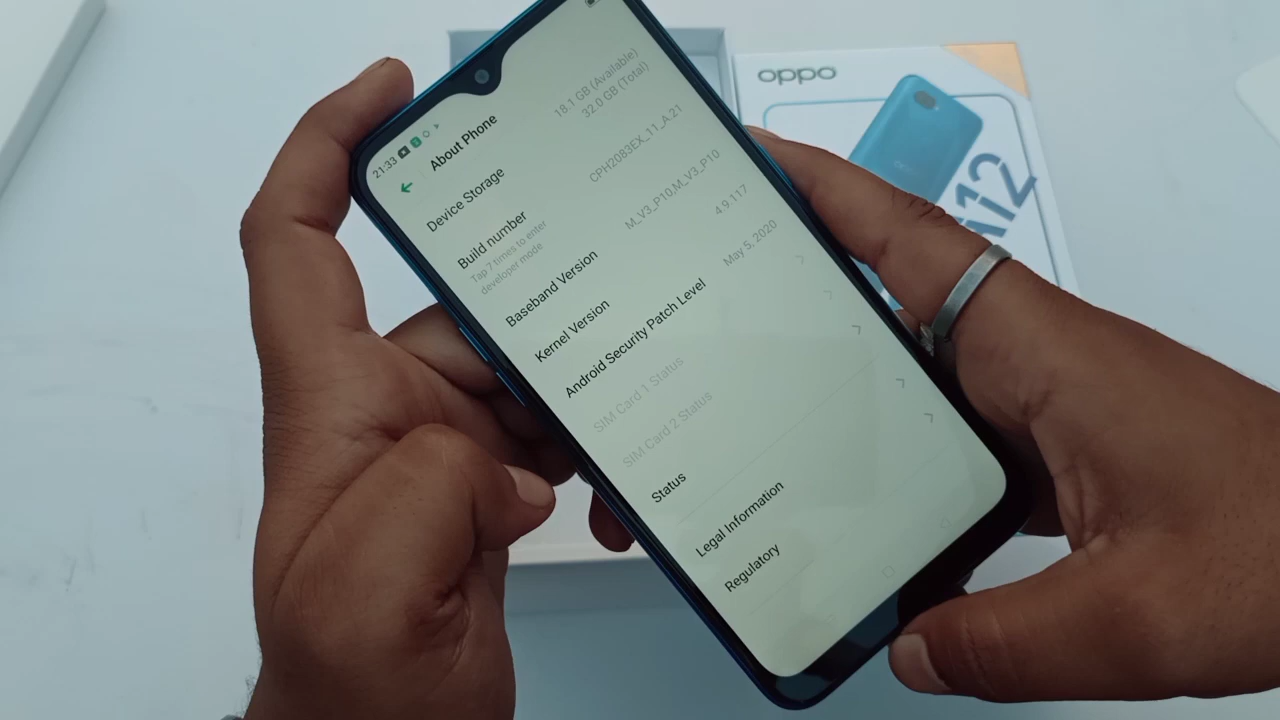 21:33
About Phone
Device Storage
18.1 GB (Available)
32.0 GB (Total)
Build number
CPH2083EX_11_A.21
Tap 7 times to enter
developer mode
Baseband Version
M_V3_P10,M_V3_P10
Kernel Version
4.9.117
Android Security Patch Level
May 5, 2020
SIM Card 1 Status
SIM Card 2 Status
Status
Legal Information
Regulatory
oppo